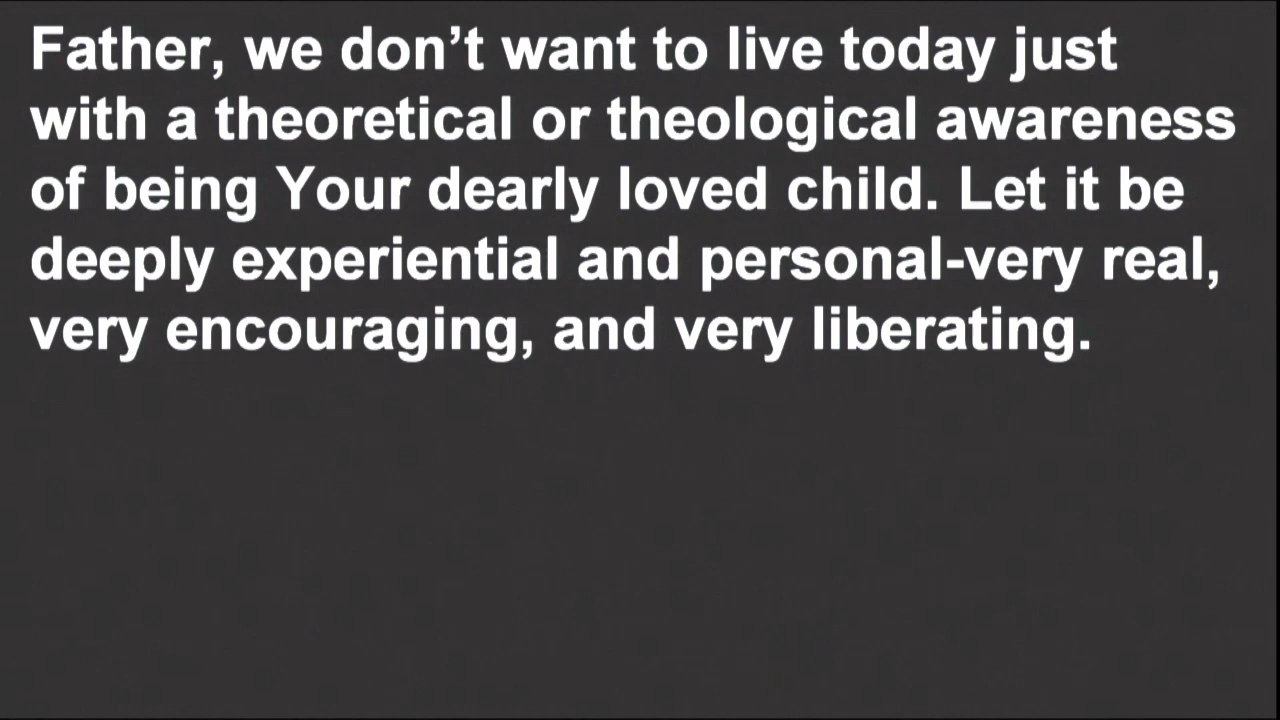 Father, we don’t want to live today just
with a theoretical or theological awareness
of being Your dearly loved child. Let it be
deeply experiential and personal-very real,
very encouraging, and very liberating.